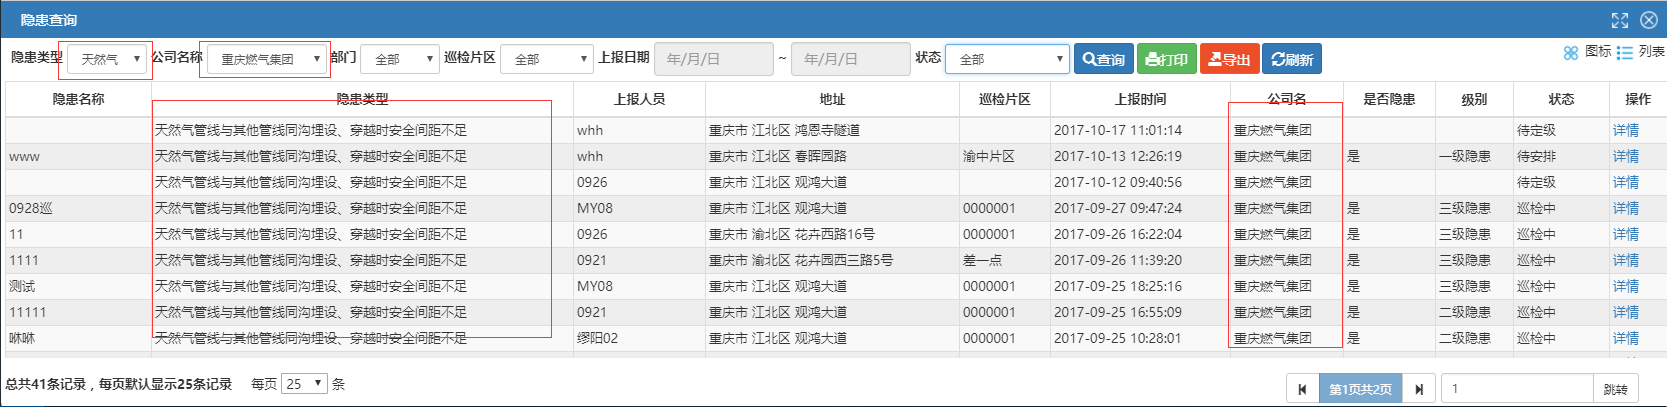 隐患查询
隐患类型 天然气 公司名称 重庆燃气集团 部门 全部 巡检片区 全部 上报日期 年/月/日 ~ 年/月/日 状态 全部 查询 打印 导出 刷新 图标 列表
隐患名称 隐患类型 上报人员 地址 巡检片区 上报时间 公司名 是否隐患 级别 状态 操作
天然气管线与其他管线同沟埋设、穿越时安全间距不足 whh 重庆市 江北区 鸿恩寺隧道 2017-10-17 11:01:14 重庆燃气集团 待定级 详情
www 天然气管线与其他管线同沟埋设、穿越时安全间距不足 whh 重庆市 江北区 春晖园路 渝中片区 2017-10-13 12:26:19 重庆燃气集团 是 一级隐患 待安排 详情
天然气管线与其他管线同沟埋设、穿越时安全间距不足 0926 重庆市 江北区 观鸿大道 2017-10-12 09:40:56 重庆燃气集团 待定级 详情
0928巡 天然气管线与其他管线同沟埋设、穿越时安全间距不足 MY08 重庆市 江北区 观鸿大道 0000001 2017-09-27 09:47:24 重庆燃气集团 是 三级隐患 巡检中 详情
11 天然气管线与其他管线同沟埋设、穿越时安全间距不足 0926 重庆市 渝北区 花卉西路16号 0000001 2017-09-26 16:22:04 重庆燃气集团 是 三级隐患 巡检中 详情
1111 天然气管线与其他管线同沟埋设、穿越时安全间距不足 0921 重庆市 渝北区 花卉园西三路5号 差一点 2017-09-26 11:39:20 重庆燃气集团 是 三级隐患 巡检中 详情
测试 天然气管线与其他管线同沟埋设、穿越时安全间距不足 MY08 重庆市 江北区 观鸿大道 0000001 2017-09-25 18:25:16 重庆燃气集团 是 三级隐患 巡检中 详情
11111 天然气管线与其他管线同沟埋设、穿越时安全间距不足 0921 重庆市 江北区 观鸿大道 0000001 2017-09-25 16:55:09 重庆燃气集团 是 二级隐患 巡检中 详情
咻咻 天然气管线与其他管线同沟埋设、穿越时安全间距不足 缪阳02 重庆市 江北区 观鸿大道 0000001 2017-09-25 10:28:01 重庆燃气集团 是 二级隐患 巡检中 详情
总共41条记录，每页默认显示25条记录 每页 25 条 第1页共2页 1 跳转